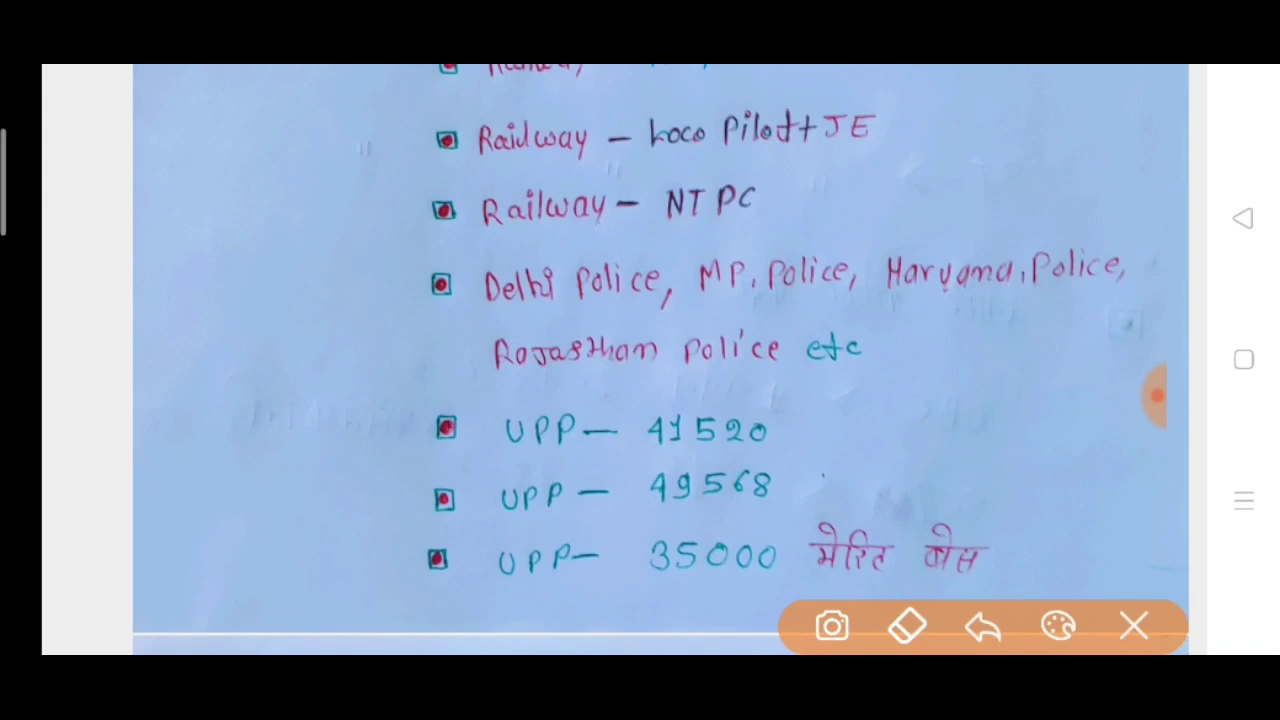 Railway - Loco Pilot + JE
Railway - NTPC
Delhi Police, MP. Police, Haryana. Police,
Rajasthan Police etc
UPP - 41520
UPP - 49568
UPP - 35000 मेरिट बेस